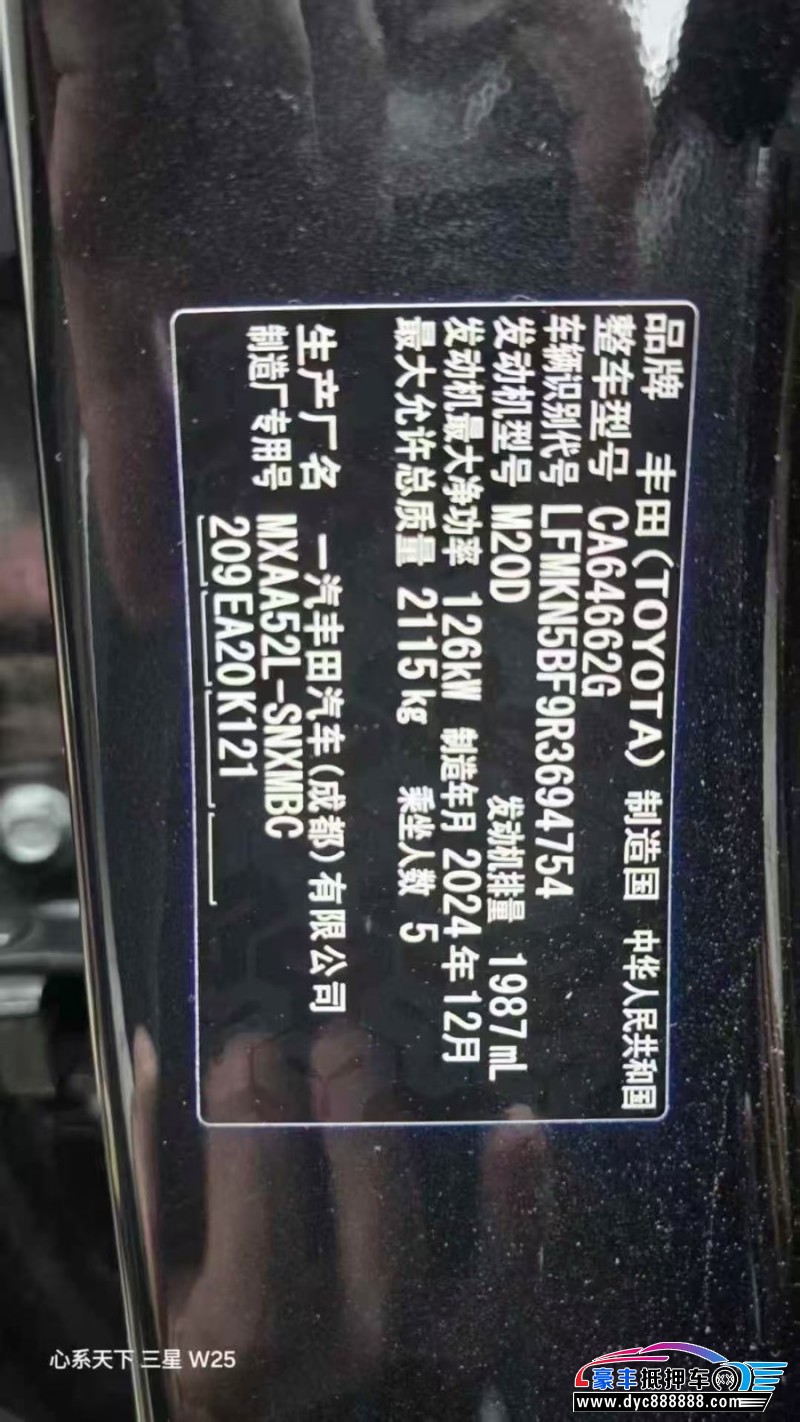 品牌 丰田(TOYOTA) 制造国 中华人民共和国
整车型号 CA64662G
车辆识别代号 LFMKN5BF9R3694754
发动机型号 M20D 发动机排量 1987mL
发动机最大净功率 126kW 制造年月 2024年12月
最大允许总质量 2115kg 乘坐人数 5
生产厂名 一汽丰田汽车(成都)有限公司
制造厂专用号 MXAA52L-SNXMBC
209EA20K121
心系天下 三星 W25
豪丰抵押车
www.dyc888888.com